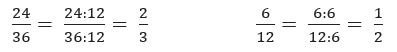 24/36 = 24:12/36:12 = 2/3 6/12 = 6:6/12:6 = 1/2